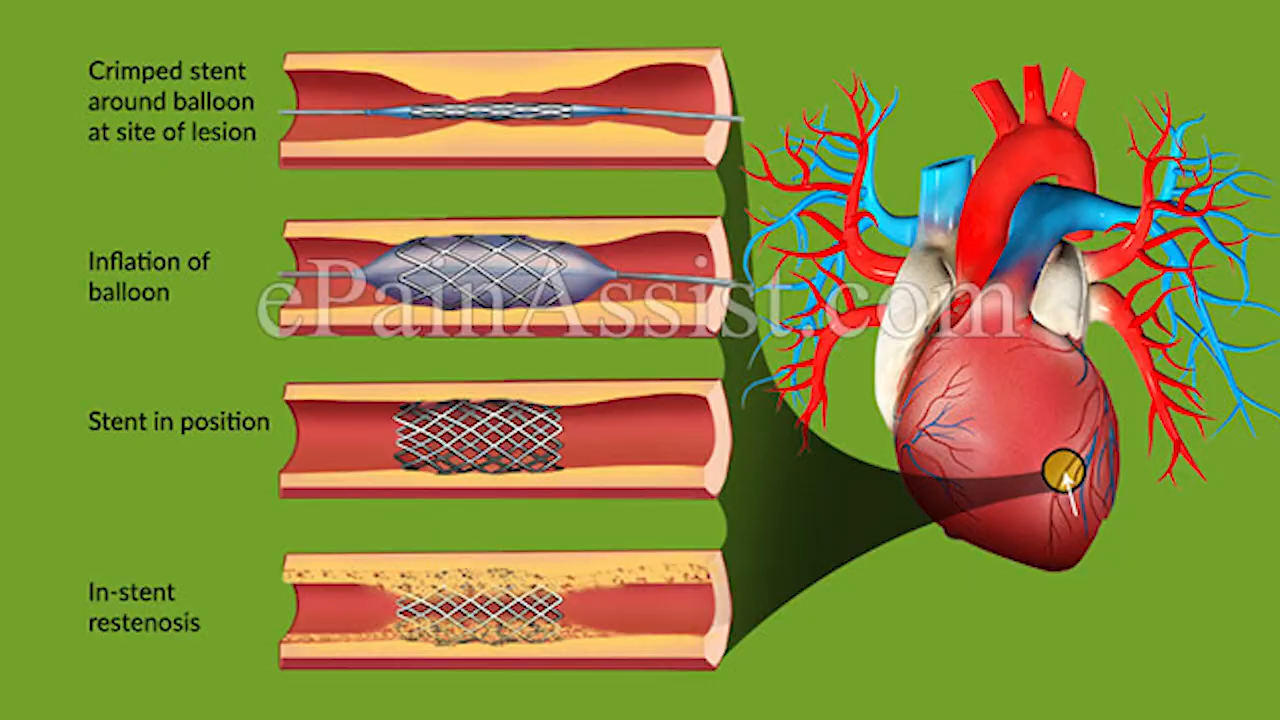 Crimped stent
around balloon
at site of lesion
Inflation of
balloon
ePainAssist.com
Stent in position
In-stent
restenosis